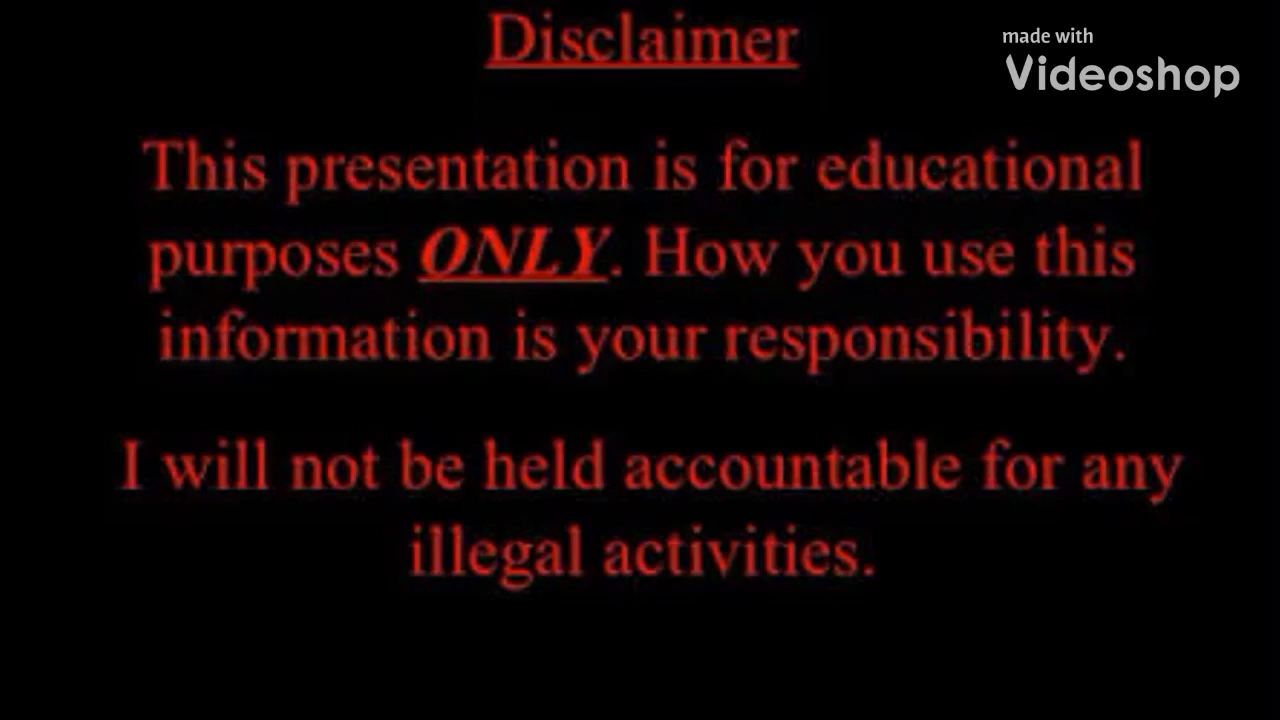 Disclaimer
made with
Videoshop
This presentation is for educational
purposes ONLY. How you use this
information is your responsibility.
I will not be held accountable for any
illegal activities.